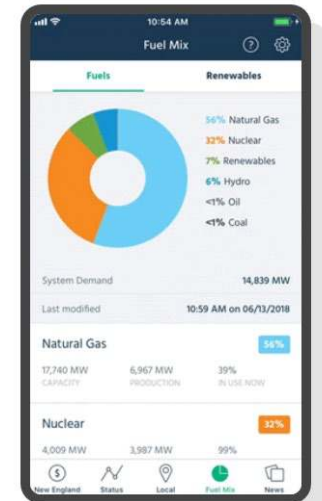 10:54 AM
Fuel Mix ?
Fuels Renewables
56% Natural Gas
32% Nuclear
7% Renewables
6% Hydro
<1% Oil
<1% Coal
System Demand 14,839 MW
Last modified 10:59 AM on 06/13/2018
Natural Gas 56%
17,740 MW 6,967 MW 39%
CAPACITY PRODUCTION IN USE NOW
Nuclear 32%
4,009 MW 3,987 MW 99%
$
New England Status Local Fuel Mix News